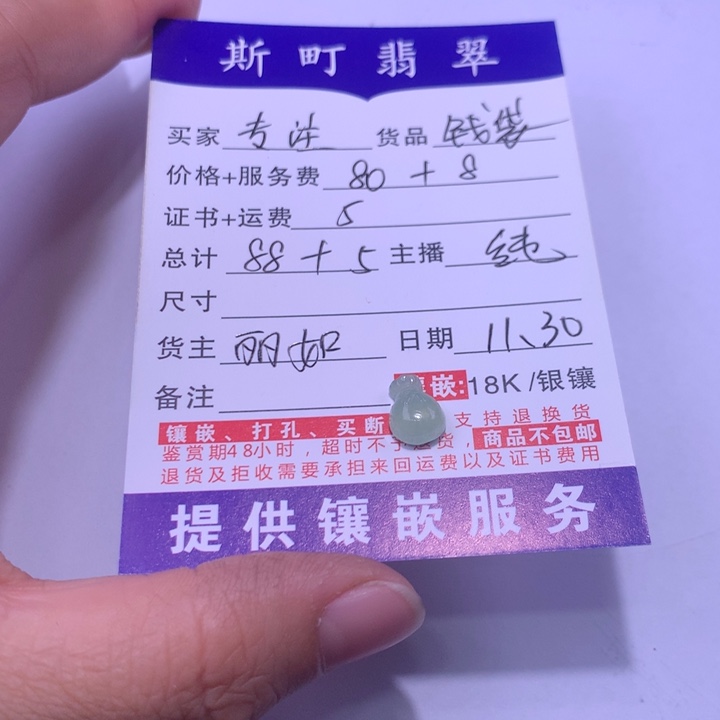 斯町翡翠
买家 专注 货品 钱袋
价格+服务费 80+8
证书+运费 5
总计 88+5 主播 纯
尺寸
货主 丽如 日期 11、30
备注 嵌:18K/银镶
镶嵌、打孔、买断 支持退换货
鉴赏期48小时,超时不 货,商品不包邮
退货及拒收需要承担来回运费以及证书费用
提供镶嵌服务